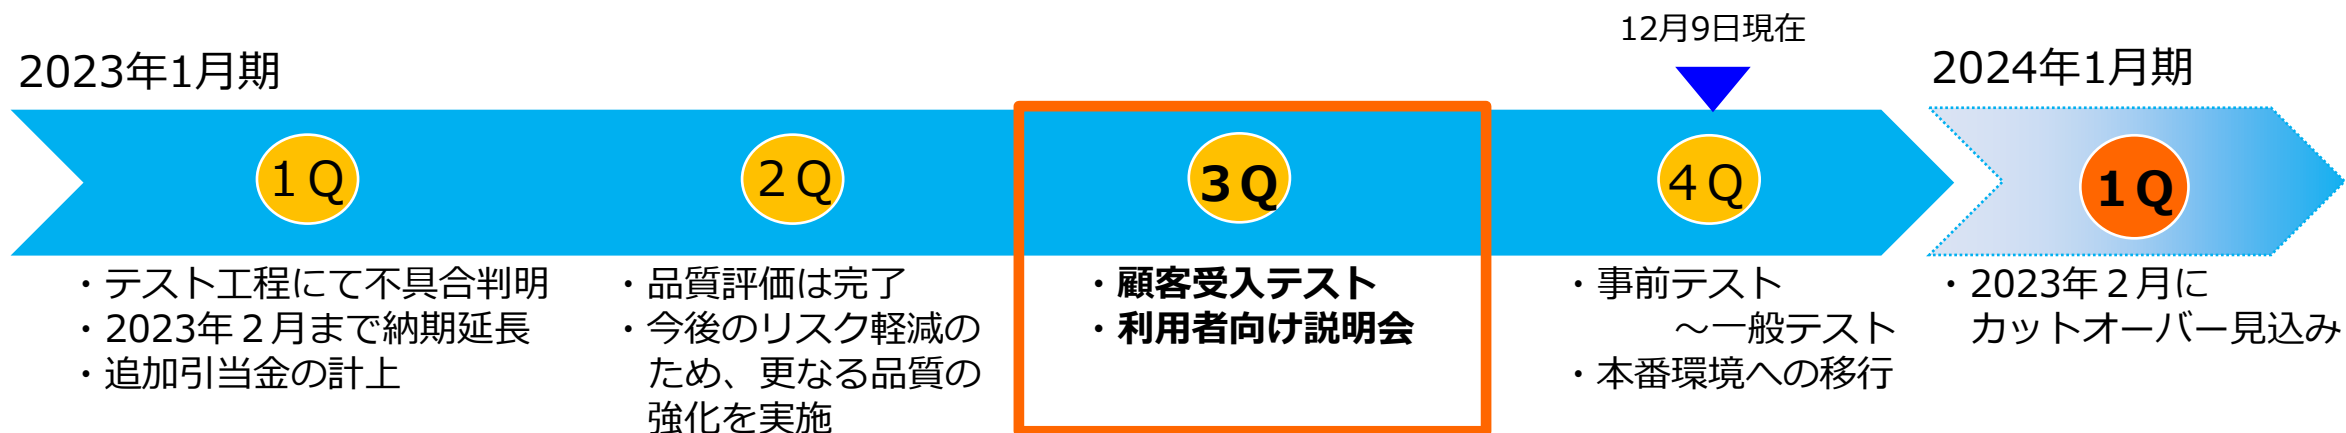 12月9日現在
2023年1月期
2024年1月期
１Q
２Q
３Q
４Q
１Q
・テスト工程にて不具合判明
・2023年２月まで納期延長
・追加引当金の計上
・品質評価は完了
・今後のリスク軽減の
ため、更なる品質の
強化を実施
・顧客受入テスト
・利用者向け説明会
・事前テスト
～一般テスト
・本番環境への移行
・2023年２月に
カットオーバー見込み